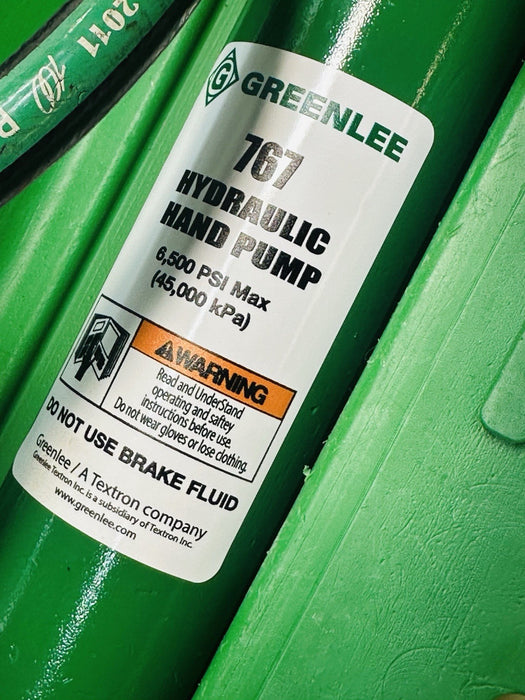 2011
G GREENLEE
767
HYDRAULIC
HAND PUMP
6,500 PSI Max
(45,000 kPa)
WARNING
Read and UnderStand
operating and saftey
instructions before use.
Do not wear gloves or lose clothing.
DO NOT USE BRAKE FLUID
Greenlee / A Textron company
Greenlee Textron Inc. is a subsidiary of Textron Inc.
www.greenlee.com